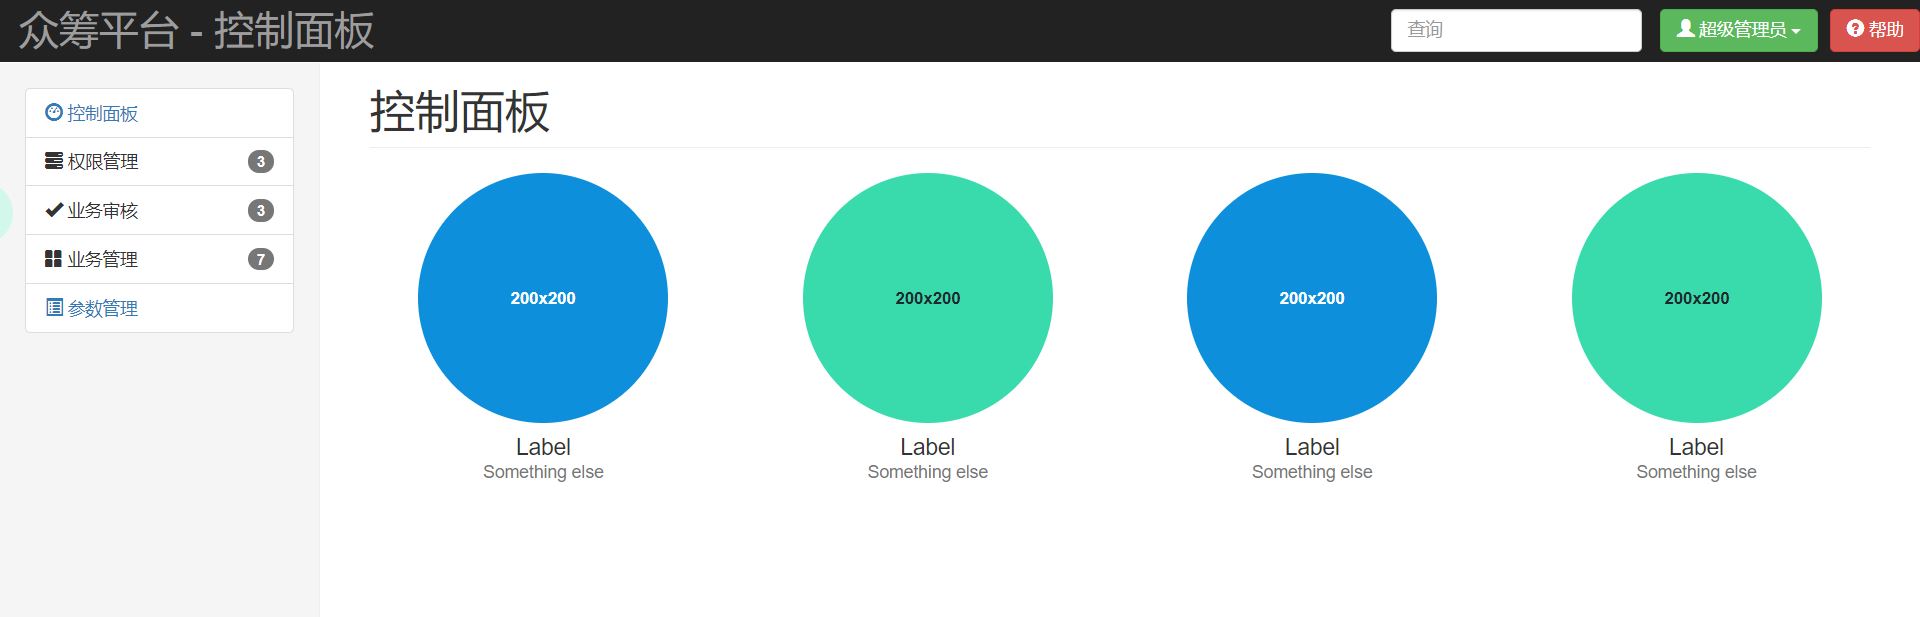 众筹平台 - 控制面板
查询
超级管理员
帮助
控制面板
权限管理 3
业务审核 3
业务管理 7
参数管理
控制面板
200x200
Label
Something else
200x200
Label
Something else
200x200
Label
Something else
200x200
Label
Something else